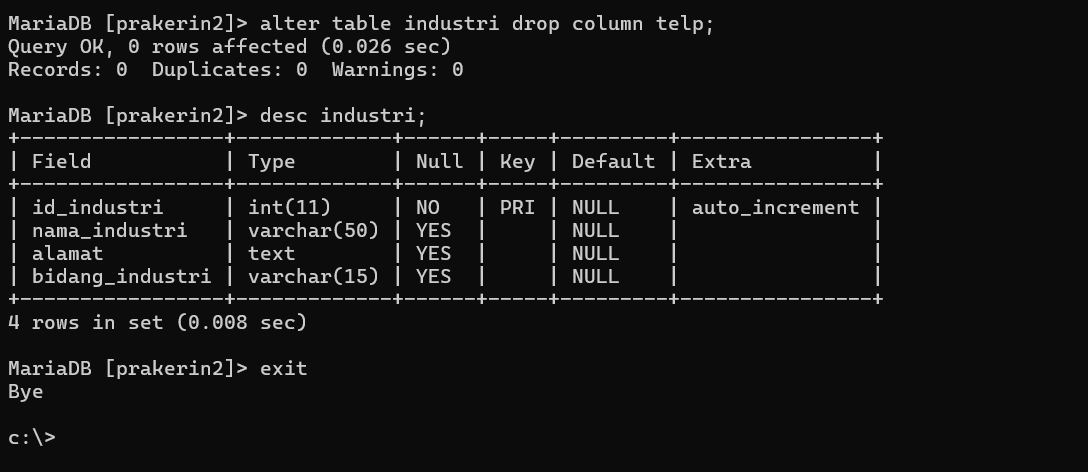 MariaDB [prakerin2]> alter table industri drop column telp;
Query OK, 0 rows affected (0.026 sec)
Records: 0  Duplicates: 0  Warnings: 0

MariaDB [prakerin2]> desc industri;
+-----------------+-------------+------+-----+---------+----------------+
| Field           | Type        | Null | Key | Default | Extra          |
+-----------------+-------------+------+-----+---------+----------------+
| id_industri     | int(11)     | NO   | PRI | NULL    | auto_increment |
| nama_industri   | varchar(50) | YES  |     | NULL    |                |
| alamat          | text        | YES  |     | NULL    |                |
| bidang_industri | varchar(15) | YES  |     | NULL    |                |
+-----------------+-------------+------+-----+---------+----------------+
4 rows in set (0.008 sec)

MariaDB [prakerin2]> exit
Bye

c:\>